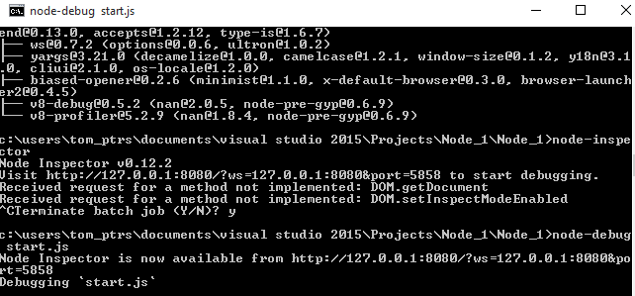 node-debug start.js
end@0.13.0, accepts@1.2.12, type-is@1.6.7)
├── ws@0.7.2 (options@0.0.6, ultron@1.0.2)
├── yargs@3.21.0 (decamelize@1.0.0, camelcase@1.2.1, window-size@0.1.2, y18n@3.1
.0, cliui@2.1.0, os-locale@1.2.0)
├── biased-opener@0.2.6 (minimist@1.1.0, x-default-browser@0.3.0, browser-launch
er2@0.4.5)
├── v8-debug@0.5.2 (nan@2.0.5, node-pre-gyp@0.6.9)
└── v8-profiler@5.2.9 (nan@1.8.4, node-pre-gyp@0.6.9)
c:\users\tom_ptrs\documents\visual studio 2015\Projects\Node_1\Node_1>node-inspe
ctor
Node Inspector v0.12.2
Visit http://127.0.0.1:8080/?ws=127.0.0.1:8080&port=5858 to start debugging.
Received request for a method not implemented: DOM.getDocument
Received request for a method not implemented: DOM.setInspectModeEnabled
^CTerminate batch job (Y/N)? y
c:\users\tom_ptrs\documents\visual studio 2015\Projects\Node_1\Node_1>node-debug
start.js
Node Inspector is now available from http://127.0.0.1:8080/?ws=127.0.0.1:8080&po
rt=5858
Debugging `start.js`